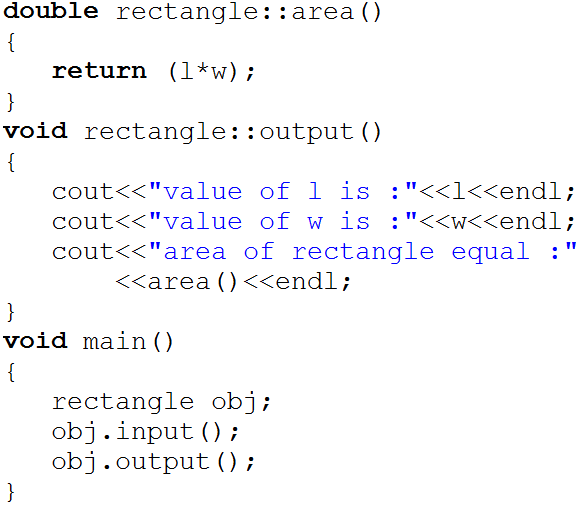 double rectangle::area()
{
   return (l*w);
}
void rectangle::output()
{
   cout<<"value of l is :"<<l<<endl;
   cout<<"value of w is :"<<w<<endl;
   cout<<"area of rectangle equal :"
       <<area()<<endl;
}
void main()
{
   rectangle obj;
   obj.input();
   obj.output();
}